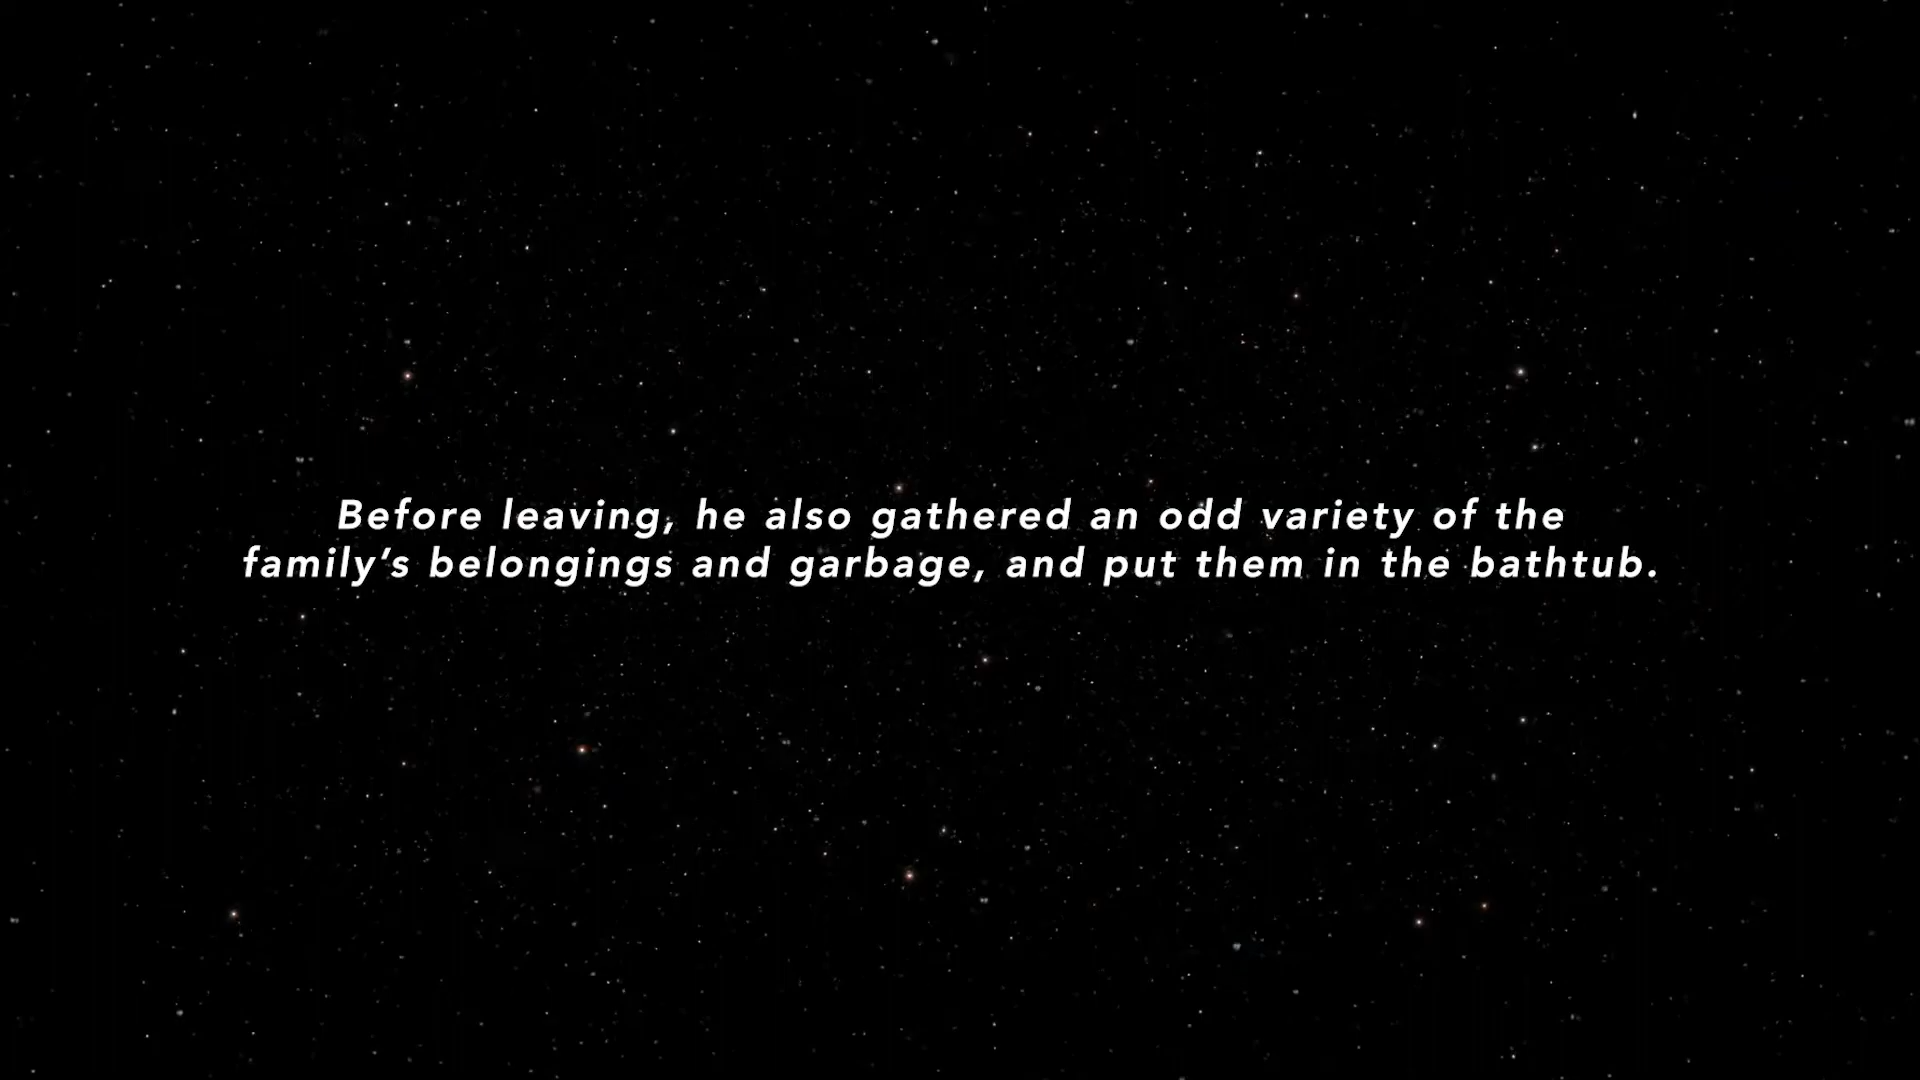 Before leaving, he also gathered an odd variety of the
family’s belongings and garbage, and put them in the bathtub.